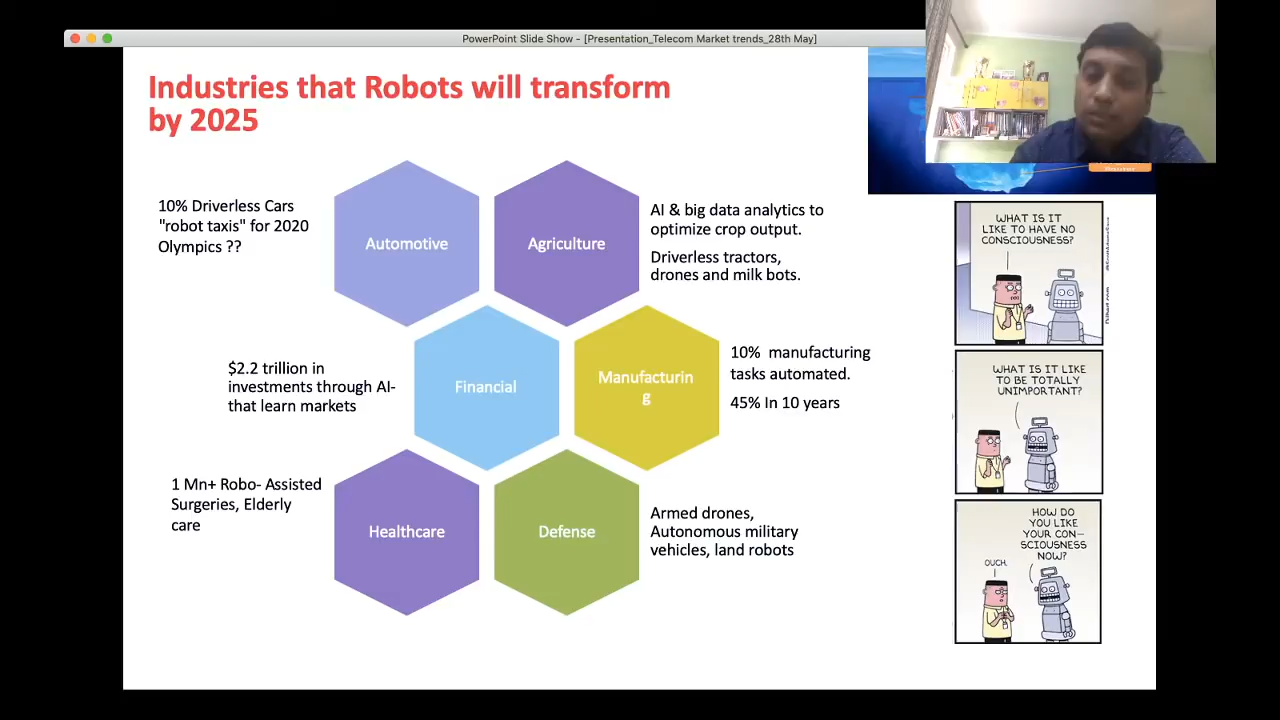 PowerPoint Slide Show - [Presentation_Telecom Market trends_28th May]
Industries that Robots will transform
by 2025
10% Driverless Cars
"robot taxis" for 2020
Olympics ??
Automotive
Agriculture
AI & big data analytics to
optimize crop output.
Driverless tractors,
drones and milk bots.
$2.2 trillion in
investments through AI-
that learn markets
Financial
Manufacturin
g
10%  manufacturing
tasks automated.
45% In 10 years
1 Mn+ Robo- Assisted
Surgeries, Elderly
care
Healthcare
Defense
Armed drones,
Autonomous military
vehicles, land robots
WHAT IS IT
LIKE TO HAVE NO
CONSCIOUSNESS?
WHAT IS IT LIKE
TO BE TOTALLY
UNIMPORTANT?
HOW DO
YOU LIKE
YOUR CON-
SCIOUSNESS
NOW?
OUCH.